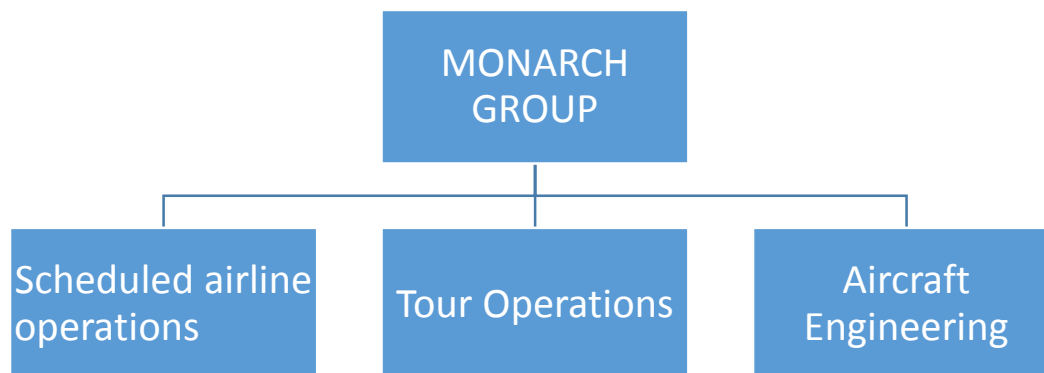 MONARCH
GROUP
Scheduled airline
operations
Tour Operations
Aircraft
Engineering